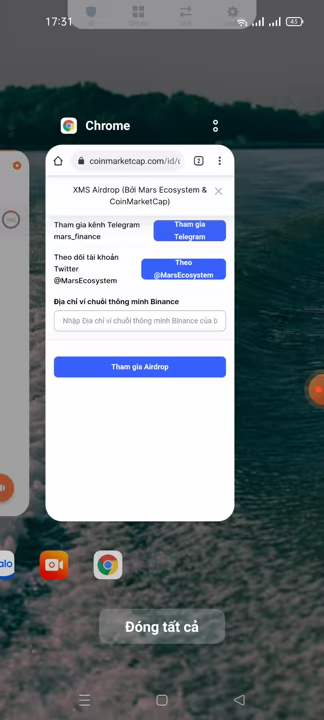 17:31
45
Chrome
coinmarketcap.com/id/c
2
XMS Airdrop (Bởi Mars Ecosystem &
CoinMarketCap)
Tham gia kênh Telegram
mars_finance
Tham gia
Telegram
Theo dõi tài khoản
Twitter
@MarsEcosystem
Theo
@MarsEcosystem
Địa chỉ ví chuỗi thông minh Binance
Nhập Địa chỉ ví chuỗi thông minh Binance của b
Tham gia Airdrop
alo
Đóng tất cả